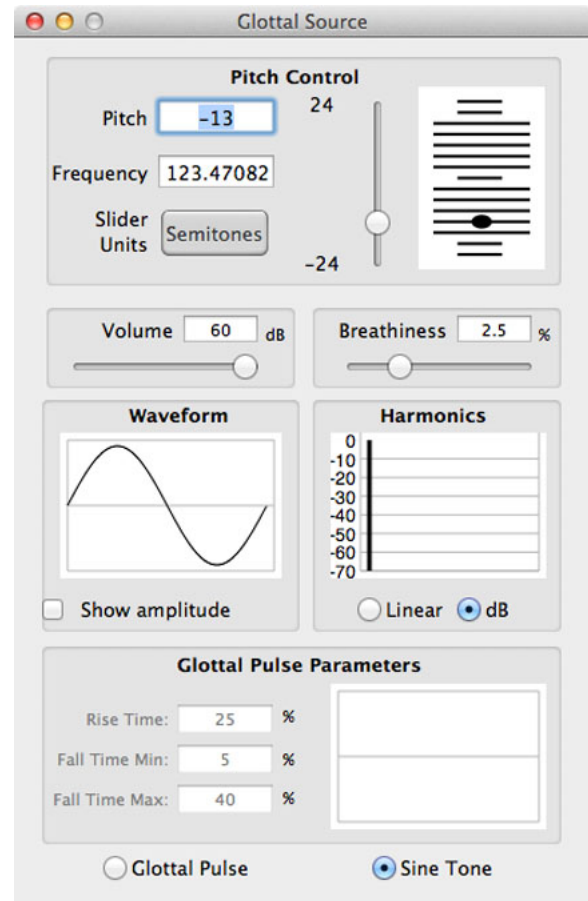 Glottal Source
Pitch Control
Pitch -13
24
Frequency 123.47082
Slider Units Semitones
-24
Volume 60 dB
Breathiness 2.5 %
Waveform
Show amplitude
Harmonics
0
-10
-20
-30
-40
-50
-60
-70
Linear dB
Glottal Pulse Parameters
Rise Time: 25 %
Fall Time Min: 5 %
Fall Time Max: 40 %
Glottal Pulse Sine Tone